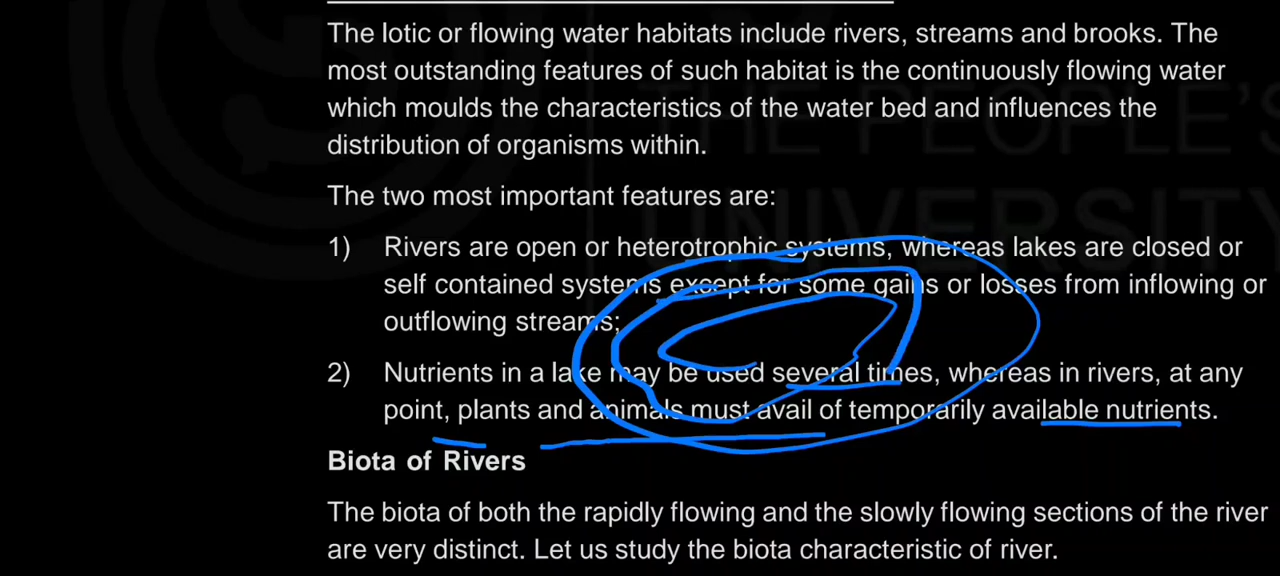 The lotic or flowing water habitats include rivers, streams and brooks. The
most outstanding features of such habitat is the continuously flowing water
which moulds the characteristics of the water bed and influences the
distribution of organisms within.
The two most important features are:
1) Rivers are open or heterotrophic systems, whereas lakes are closed or
self contained systems except for some gains or losses from inflowing or
outflowing streams;
2) Nutrients in a lake may be used several times, whereas in rivers, at any
point, plants and animals must avail of temporarily available nutrients.
Biota of Rivers
The biota of both the rapidly flowing and the slowly flowing sections of the river
are very distinct. Let us study the biota characteristic of river.
THE PEOPLE'S
UNIVERSITY